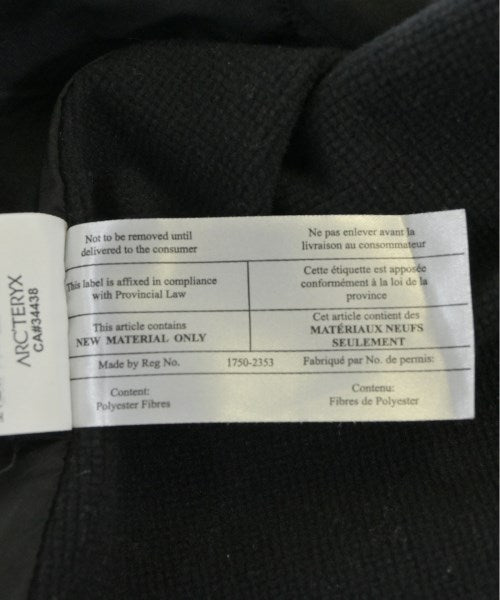 ARC'TERYX
CA#34438
Not to be removed until
delivered to the consumer
Ne pas enlever avant la
livraison au consommateur
This label is affixed in compliance
with Provincial Law
Cette étiquette est apposée
conformément à la loi de la
province
This article contains
NEW MATERIAL ONLY
Cet article contient des
MATÉRIAUX NEUFS
SEULEMENT
Made by Reg No. 1750-2353 Fabriqué par No. de permis:
Content:
Polyester Fibres
Contenu:
Fibres de Polyester